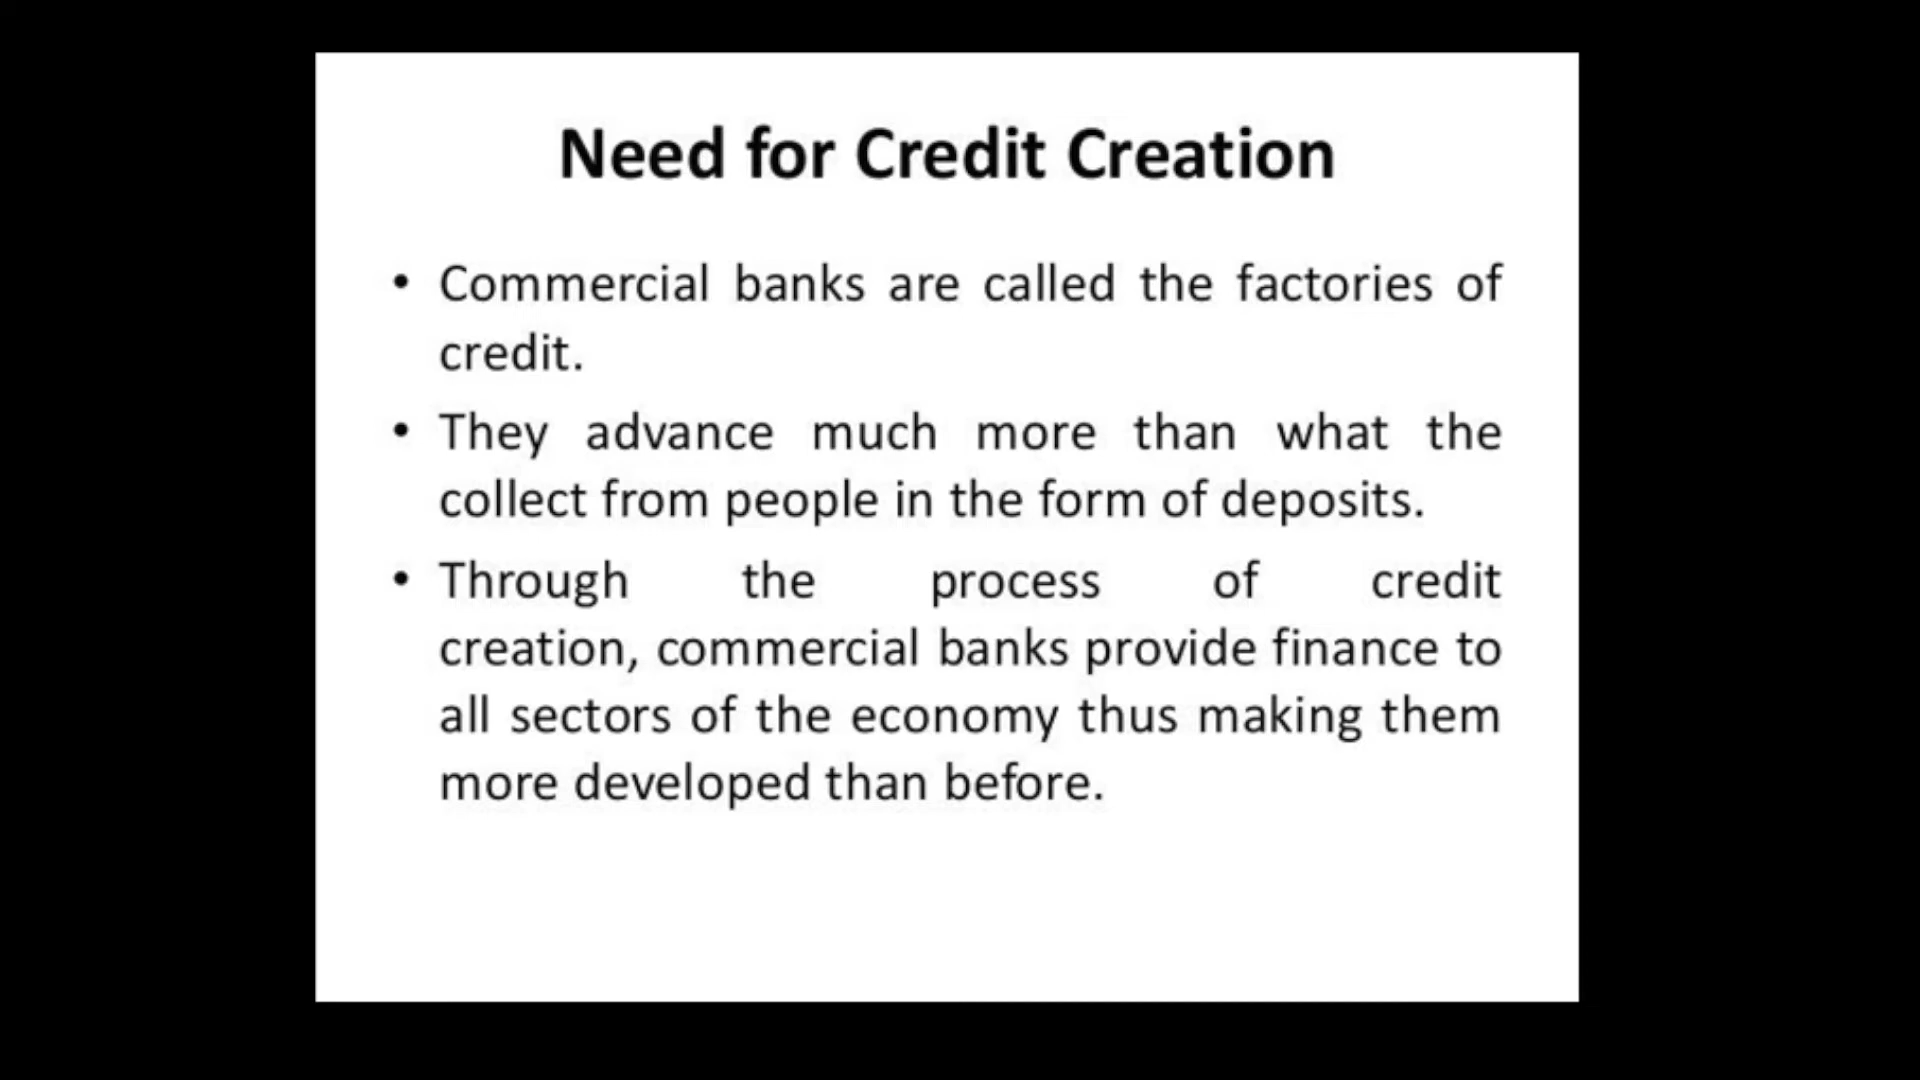 Need for Credit Creation
• Commercial banks are called the factories of
credit.
• They advance much more than what the
collect from people in the form of deposits.
• Through the process of credit
creation, commercial banks provide finance to
all sectors of the economy thus making them
more developed than before.